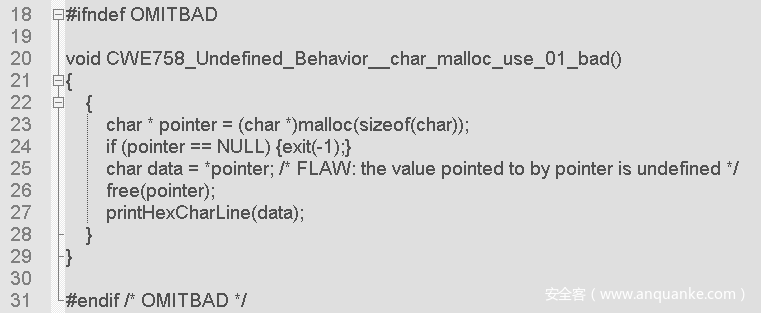 18 #ifndef OMITBAD
19
20 void CWE758_Undefined_Behavior__char_malloc_use_01_bad()
21 {
22 {
23 char * pointer = (char *)malloc(sizeof(char));
24 if (pointer == NULL) {exit(-1);}
25 char data = *pointer; /* FLAW: the value pointed to by pointer is undefined */
26 free(pointer);
27 printHexCharLine(data);
28 }
29 }
30
31 #endif /* OMITBAD */
安全客（www.anquanke.com）